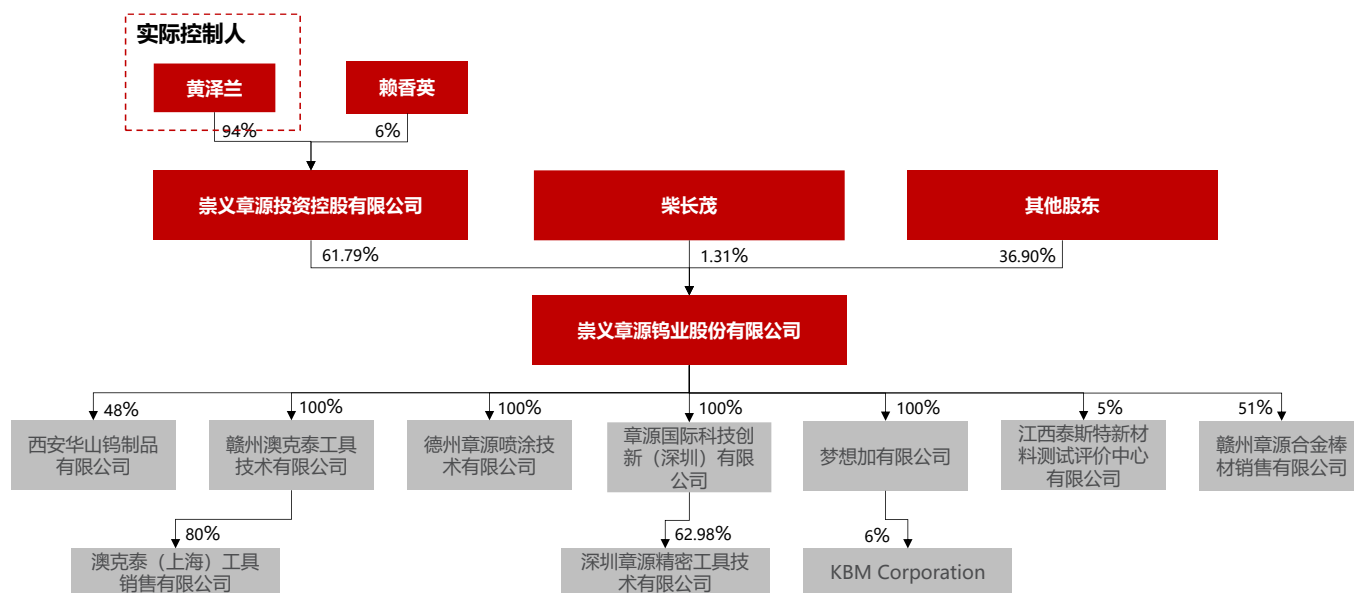 实际控制人
黄泽兰
赖香英
94%
6%
崇义章源投资控股有限公司
柴长茂
其他股东
61.79%
1.31%
36.90%
崇义章源钨业股份有限公司
48%
100%
100%
100%
100%
5%
51%
西安华山钨制品
有限公司
赣州澳克泰工具
技术有限公司
德州章源喷涂技
术有限公司
章源国际科技创
新（深圳）有限
公司
梦想加有限公司
江西泰斯特新材
料测试评价中心
有限公司
赣州章源合金棒
材销售有限公司
80%
62.98%
6%
澳克泰（上海）工具
销售有限公司
深圳章源精密工具技
术有限公司
KBM Corporation